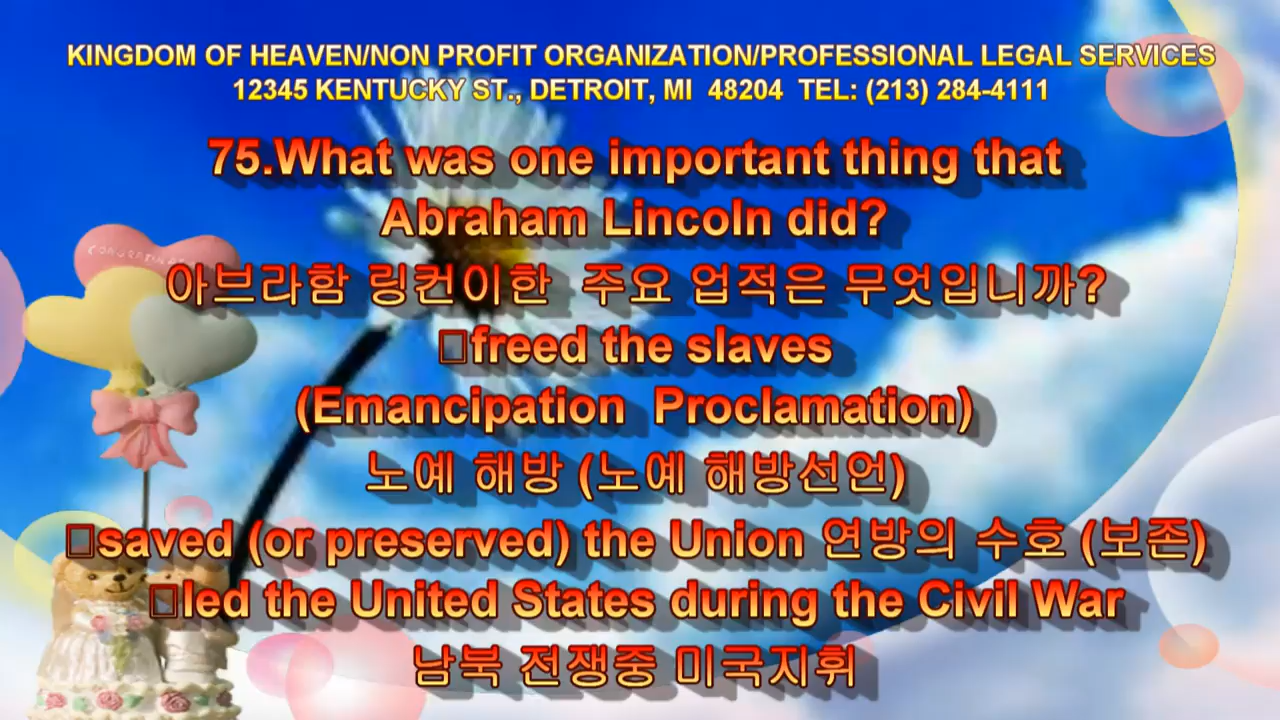 KINGDOM OF HEAVEN/NON PROFIT ORGANIZATION/PROFESSIONAL LEGAL SERVICES
12345 KENTUCKY ST., DETROIT, MI 48204 TEL: (213) 284-4111
75.What was one important thing that
Abraham Lincoln did?
아브라함 링컨이한 주요 업적은 무엇입니까?
□freed the slaves
(Emancipation Proclamation)
노예 해방 (노예 해방선언)
□saved (or preserved) the Union 연방의 수호 (보존)
□led the United States during the Civil War
남북 전쟁중 미국지휘